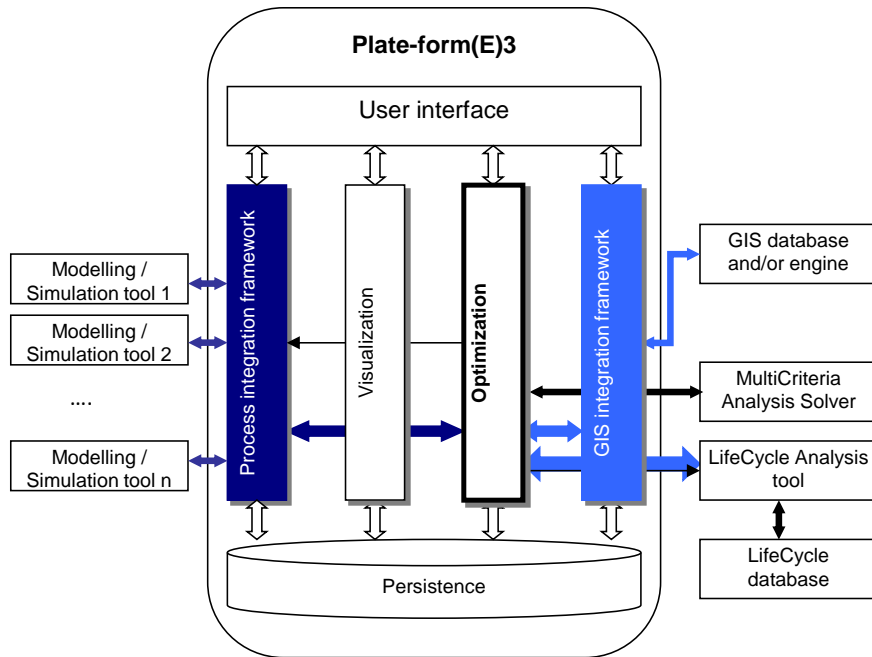 Plate-form(E)3
User interface
Process integration framework
Visualization
Optimization
GIS integration framework
Modelling /
Simulation tool 1
Modelling /
Simulation tool 2
....
Modelling /
Simulation tool n
GIS database
and/or engine
MultiCriteria
Analysis Solver
LifeCycle Analysis
tool
LifeCycle
database
Persistence